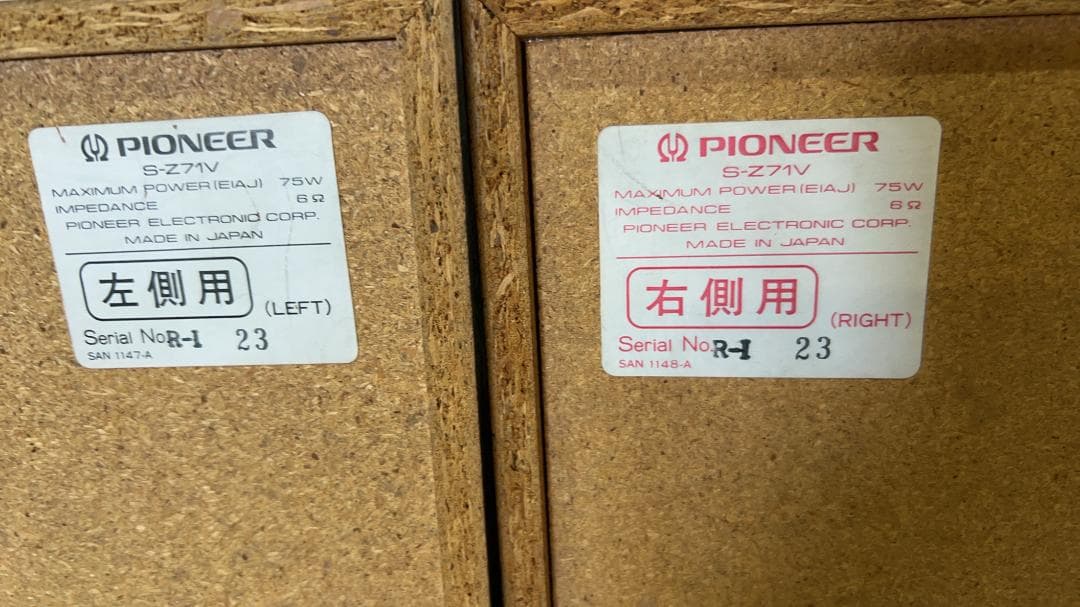 PIONEER
S-Z71V
MAXIMUM POWER(EIAJ) 75W
IMPEDANCE 6Ω
PIONEER ELECTRONIC CORP.
MADE IN JAPAN
左側用 (LEFT)
Serial No. R-I 23
SAN 1147-A
PIONEER
S-Z71V
MAXIMUM POWER(EIAJ) 75W
IMPEDANCE 6Ω
PIONEER ELECTRONIC CORP.
MADE IN JAPAN
右側用 (RIGHT)
Serial No. R-I 23
SAN 1148-A